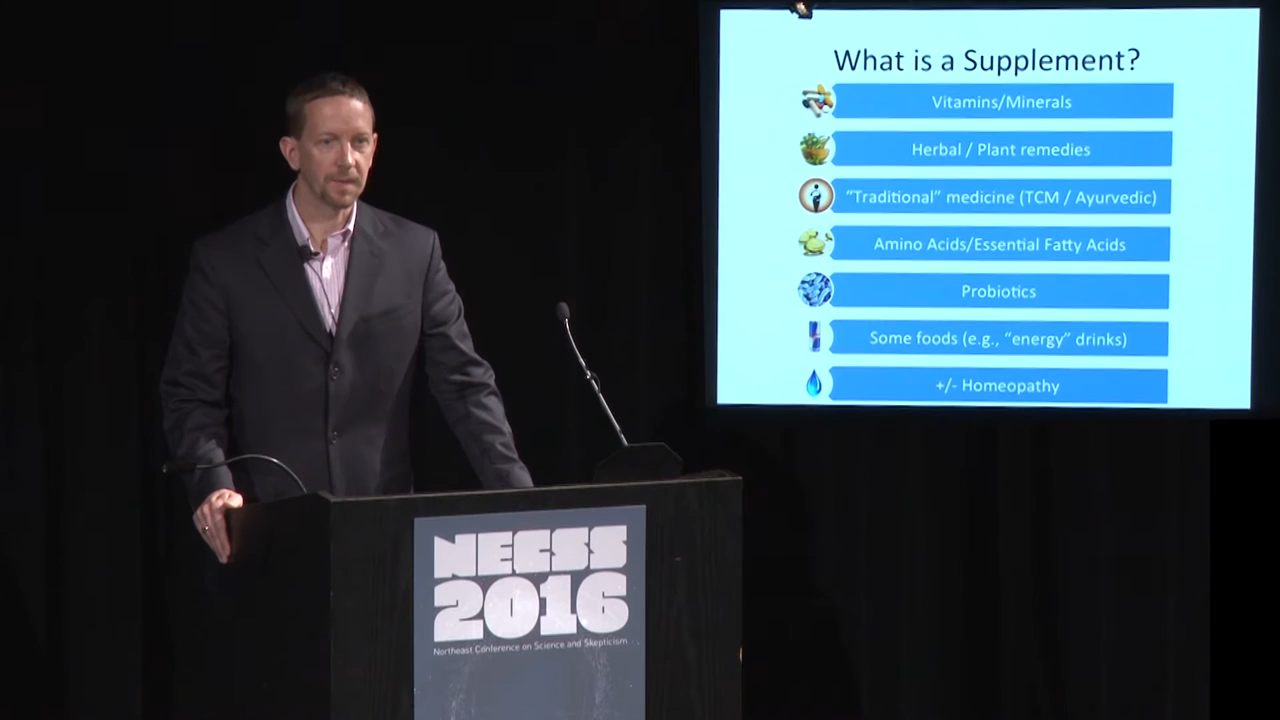 What is a Supplement?
Vitamins/Minerals
Herbal / Plant remedies
“Traditional” medicine (TCM / Ayurvedic)
Amino Acids/Essential Fatty Acids
Probiotics
Some foods (e.g., “energy” drinks)
+/- Homeopathy
NECSS
2016
Northeast Conference on Science and Skepticism